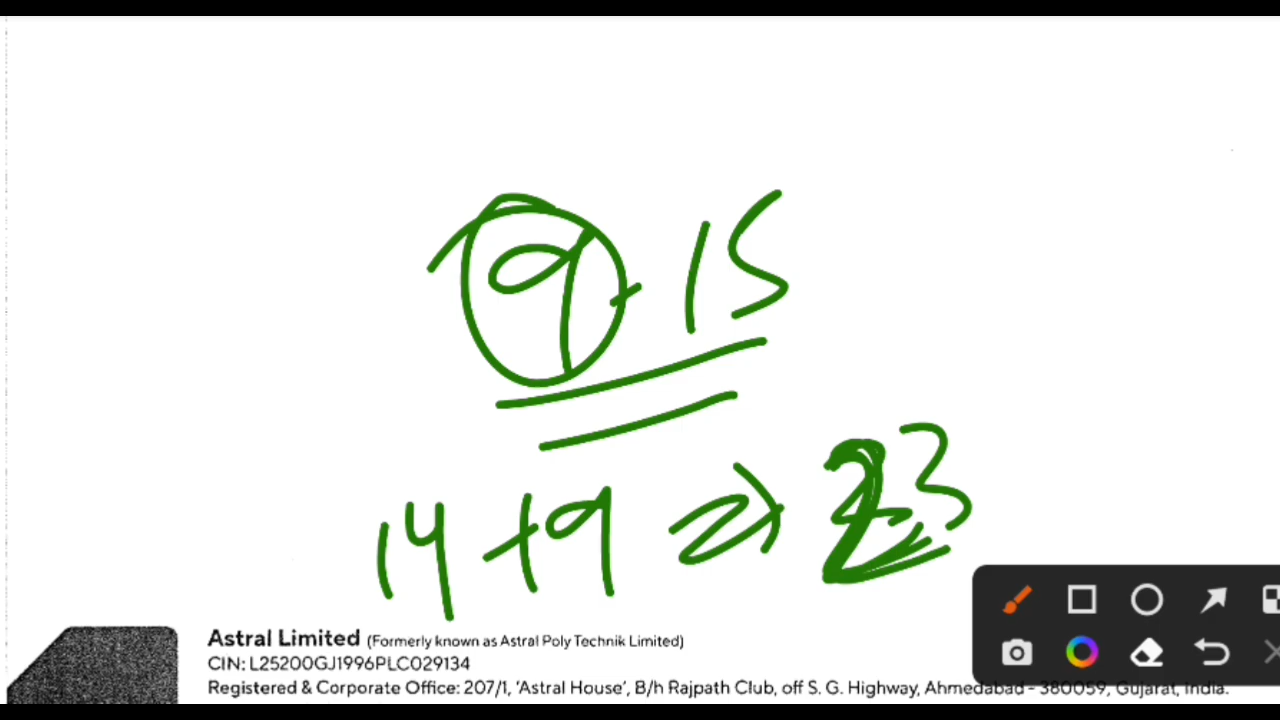 9.15
14 + 9 => 23
Astral Limited (Formerly known as Astral Poly Technik Limited)
CIN: L25200GJ1996PLC029134
Registered & Corporate Office: 207/1, 'Astral House', B/h Rajpath Club, off S. G. Highway, Ahmedabad - 380059, Gujarat, India.